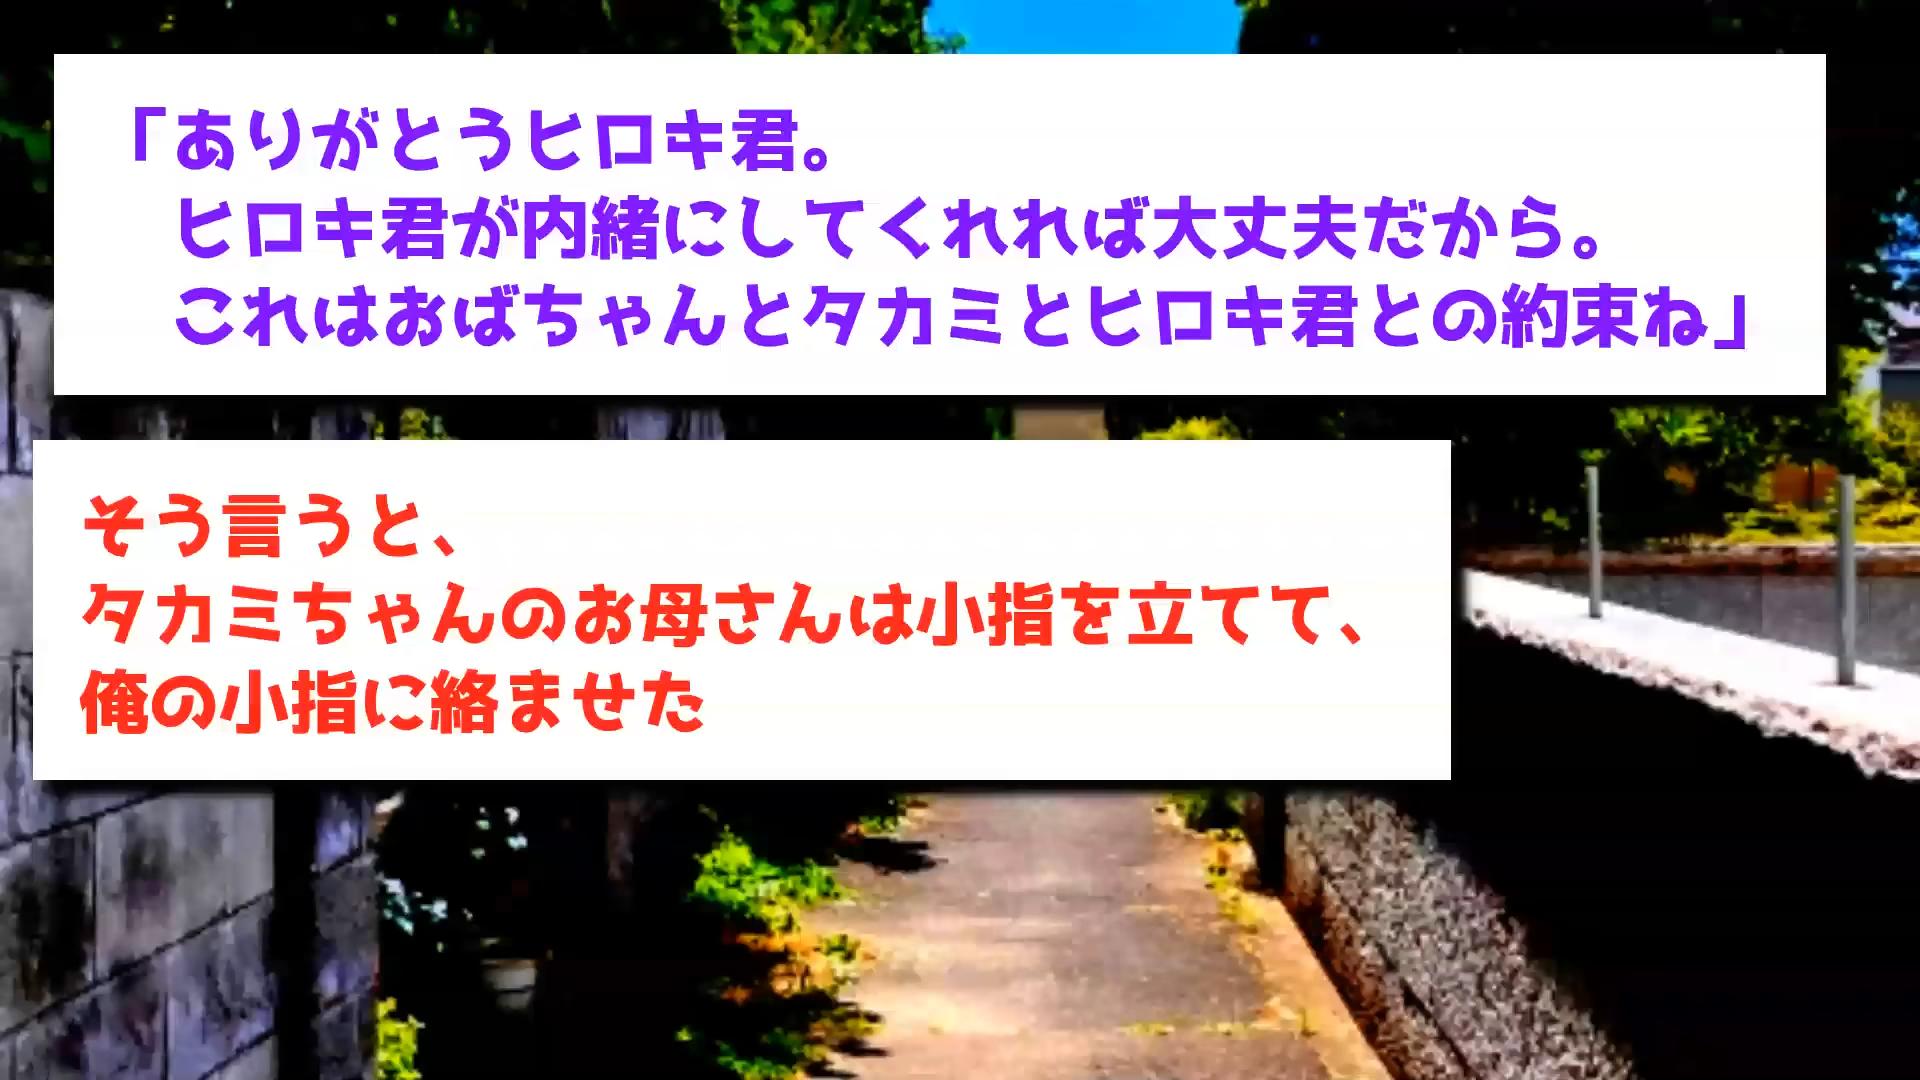 「ありがとうヒロキ君。
ヒロキ君が内緒にしてくれれば大丈夫だから。
これはおばちゃんとタカミとヒロキ君との約束ね」
そう言うと、
タカミちゃんのお母さんは小指を立てて、
俺の小指に絡ませた